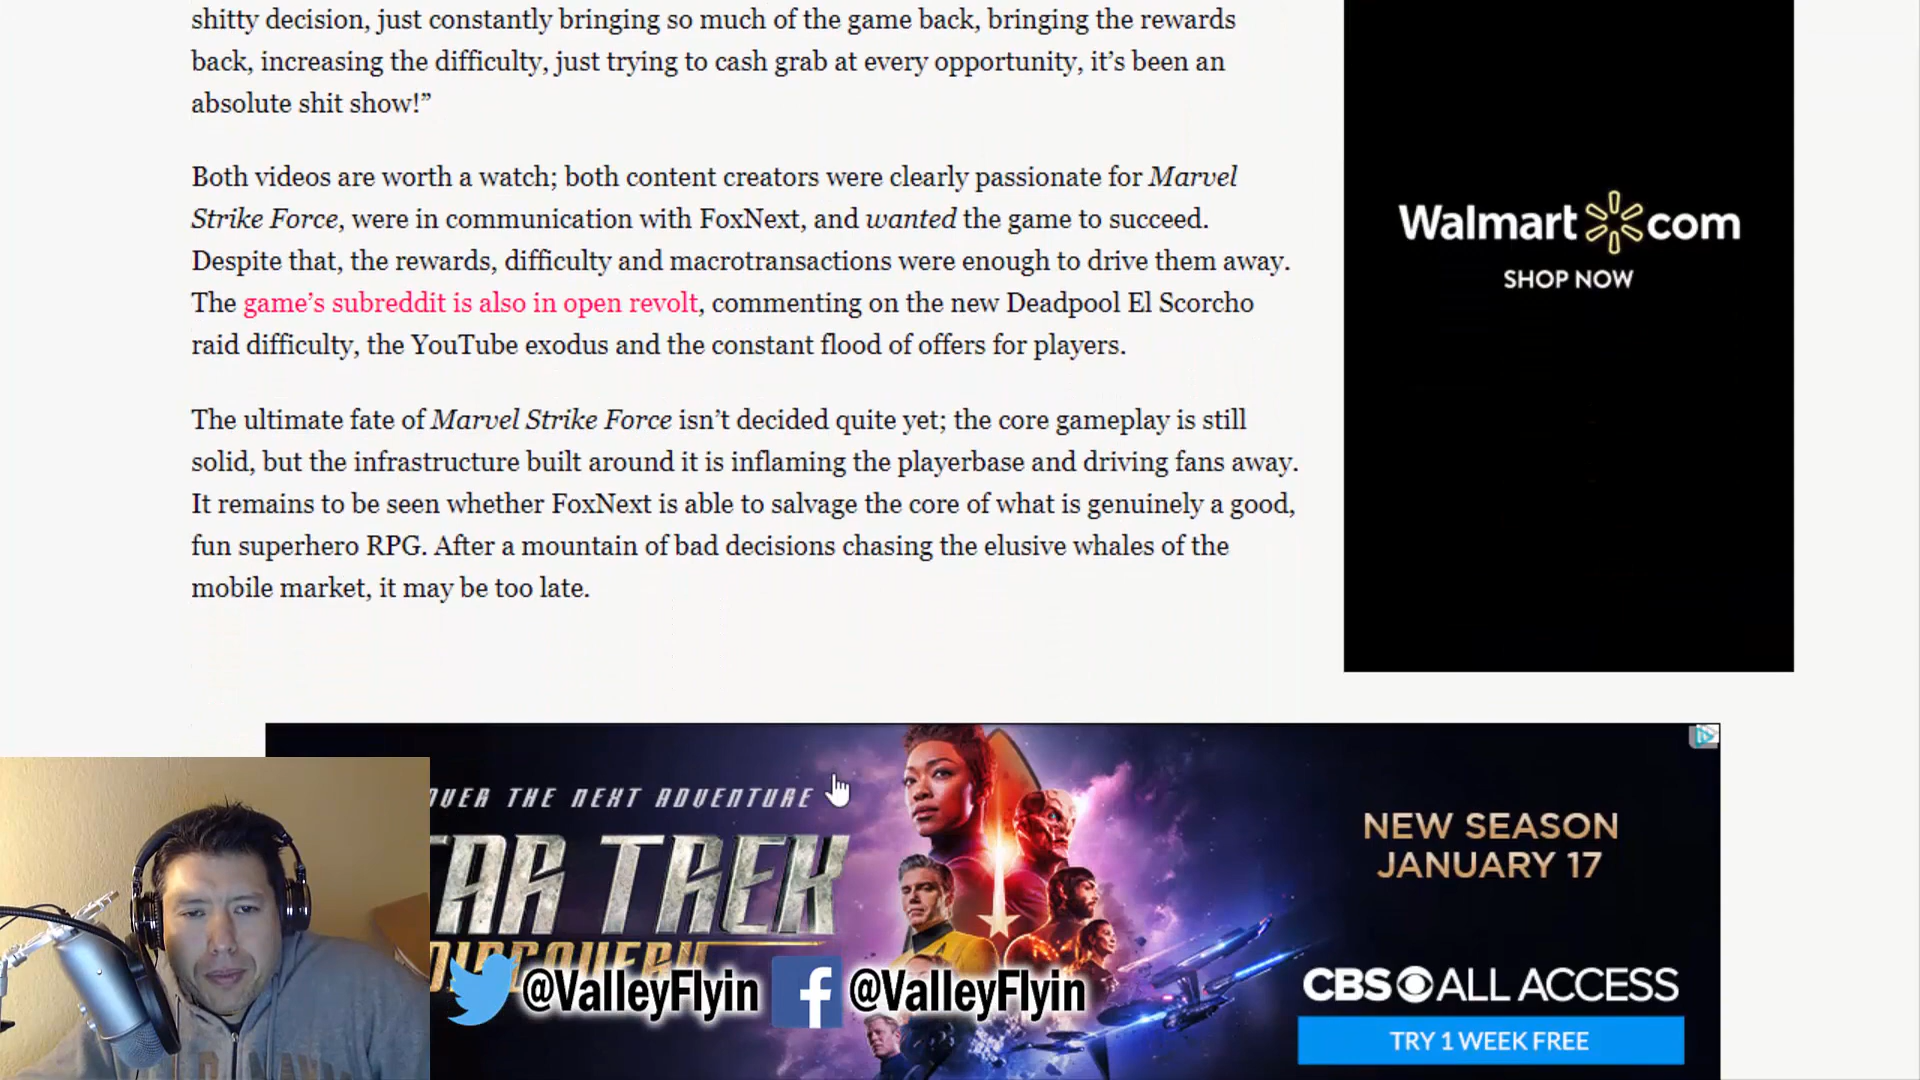 shitty decision, just constantly bringing so much of the game back, bringing the rewards
back, increasing the difficulty, just trying to cash grab at every opportunity, it’s been an
absolute shit show!”
Both videos are worth a watch; both content creators were clearly passionate for Marvel
Strike Force, were in communication with FoxNext, and wanted the game to succeed.
Despite that, the rewards, difficulty and macrotransactions were enough to drive them away.
The game’s subreddit is also in open revolt, commenting on the new Deadpool El Scorcho
raid difficulty, the YouTube exodus and the constant flood of offers for players.
The ultimate fate of Marvel Strike Force isn’t decided quite yet; the core gameplay is still
solid, but the infrastructure built around it is inflaming the playerbase and driving fans away.
It remains to be seen whether FoxNext is able to salvage the core of what is genuinely a good,
fun superhero RPG. After a mountain of bad decisions chasing the elusive whales of the
mobile market, it may be too late.
Walmart com
SHOP NOW
OVER THE NEXT ADVENTURE
TAR TREK
DISCOVERY
NEW SEASON
JANUARY 17
CBS ALL ACCESS
TRY 1 WEEK FREE
@ValleyFlyin
@ValleyFlyin